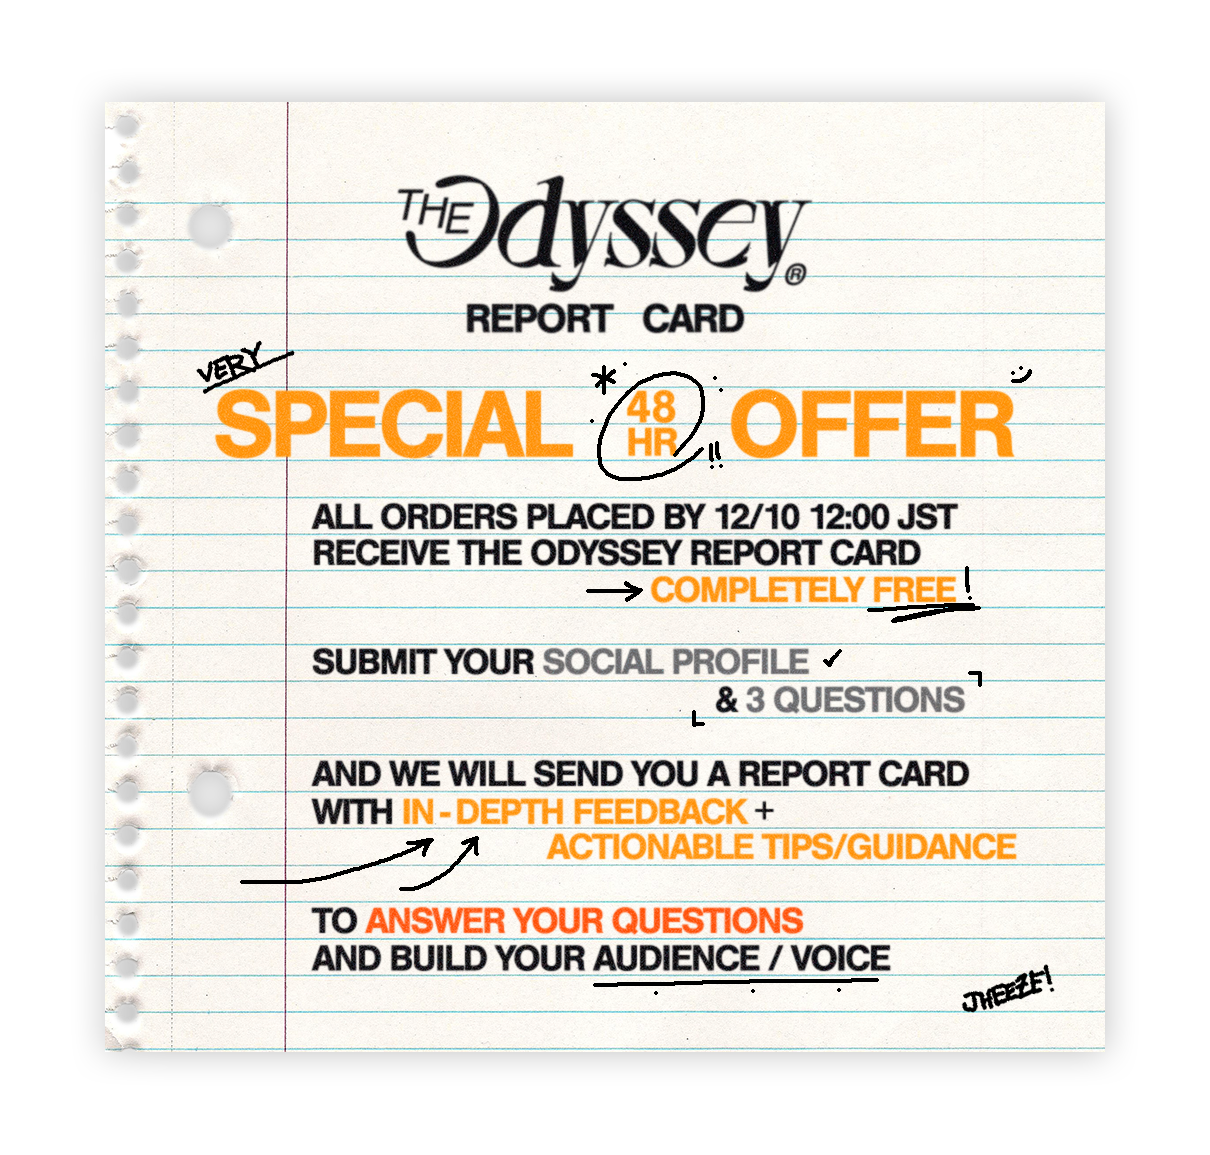 THE Odyssey®
REPORT CARD
VERY
SPECIAL 48 HR !! OFFER
ALL ORDERS PLACED BY 12/10 12:00 JST
RECEIVE THE ODYSSEY REPORT CARD
→ COMPLETELY FREE!
SUBMIT YOUR SOCIAL PROFILE ✓
& 3 QUESTIONS
AND WE WILL SEND YOU A REPORT CARD
WITH IN-DEPTH FEEDBACK +
ACTIONABLE TIPS/GUIDANCE
TO ANSWER YOUR QUESTIONS
AND BUILD YOUR AUDIENCE / VOICE
JHEEZE!